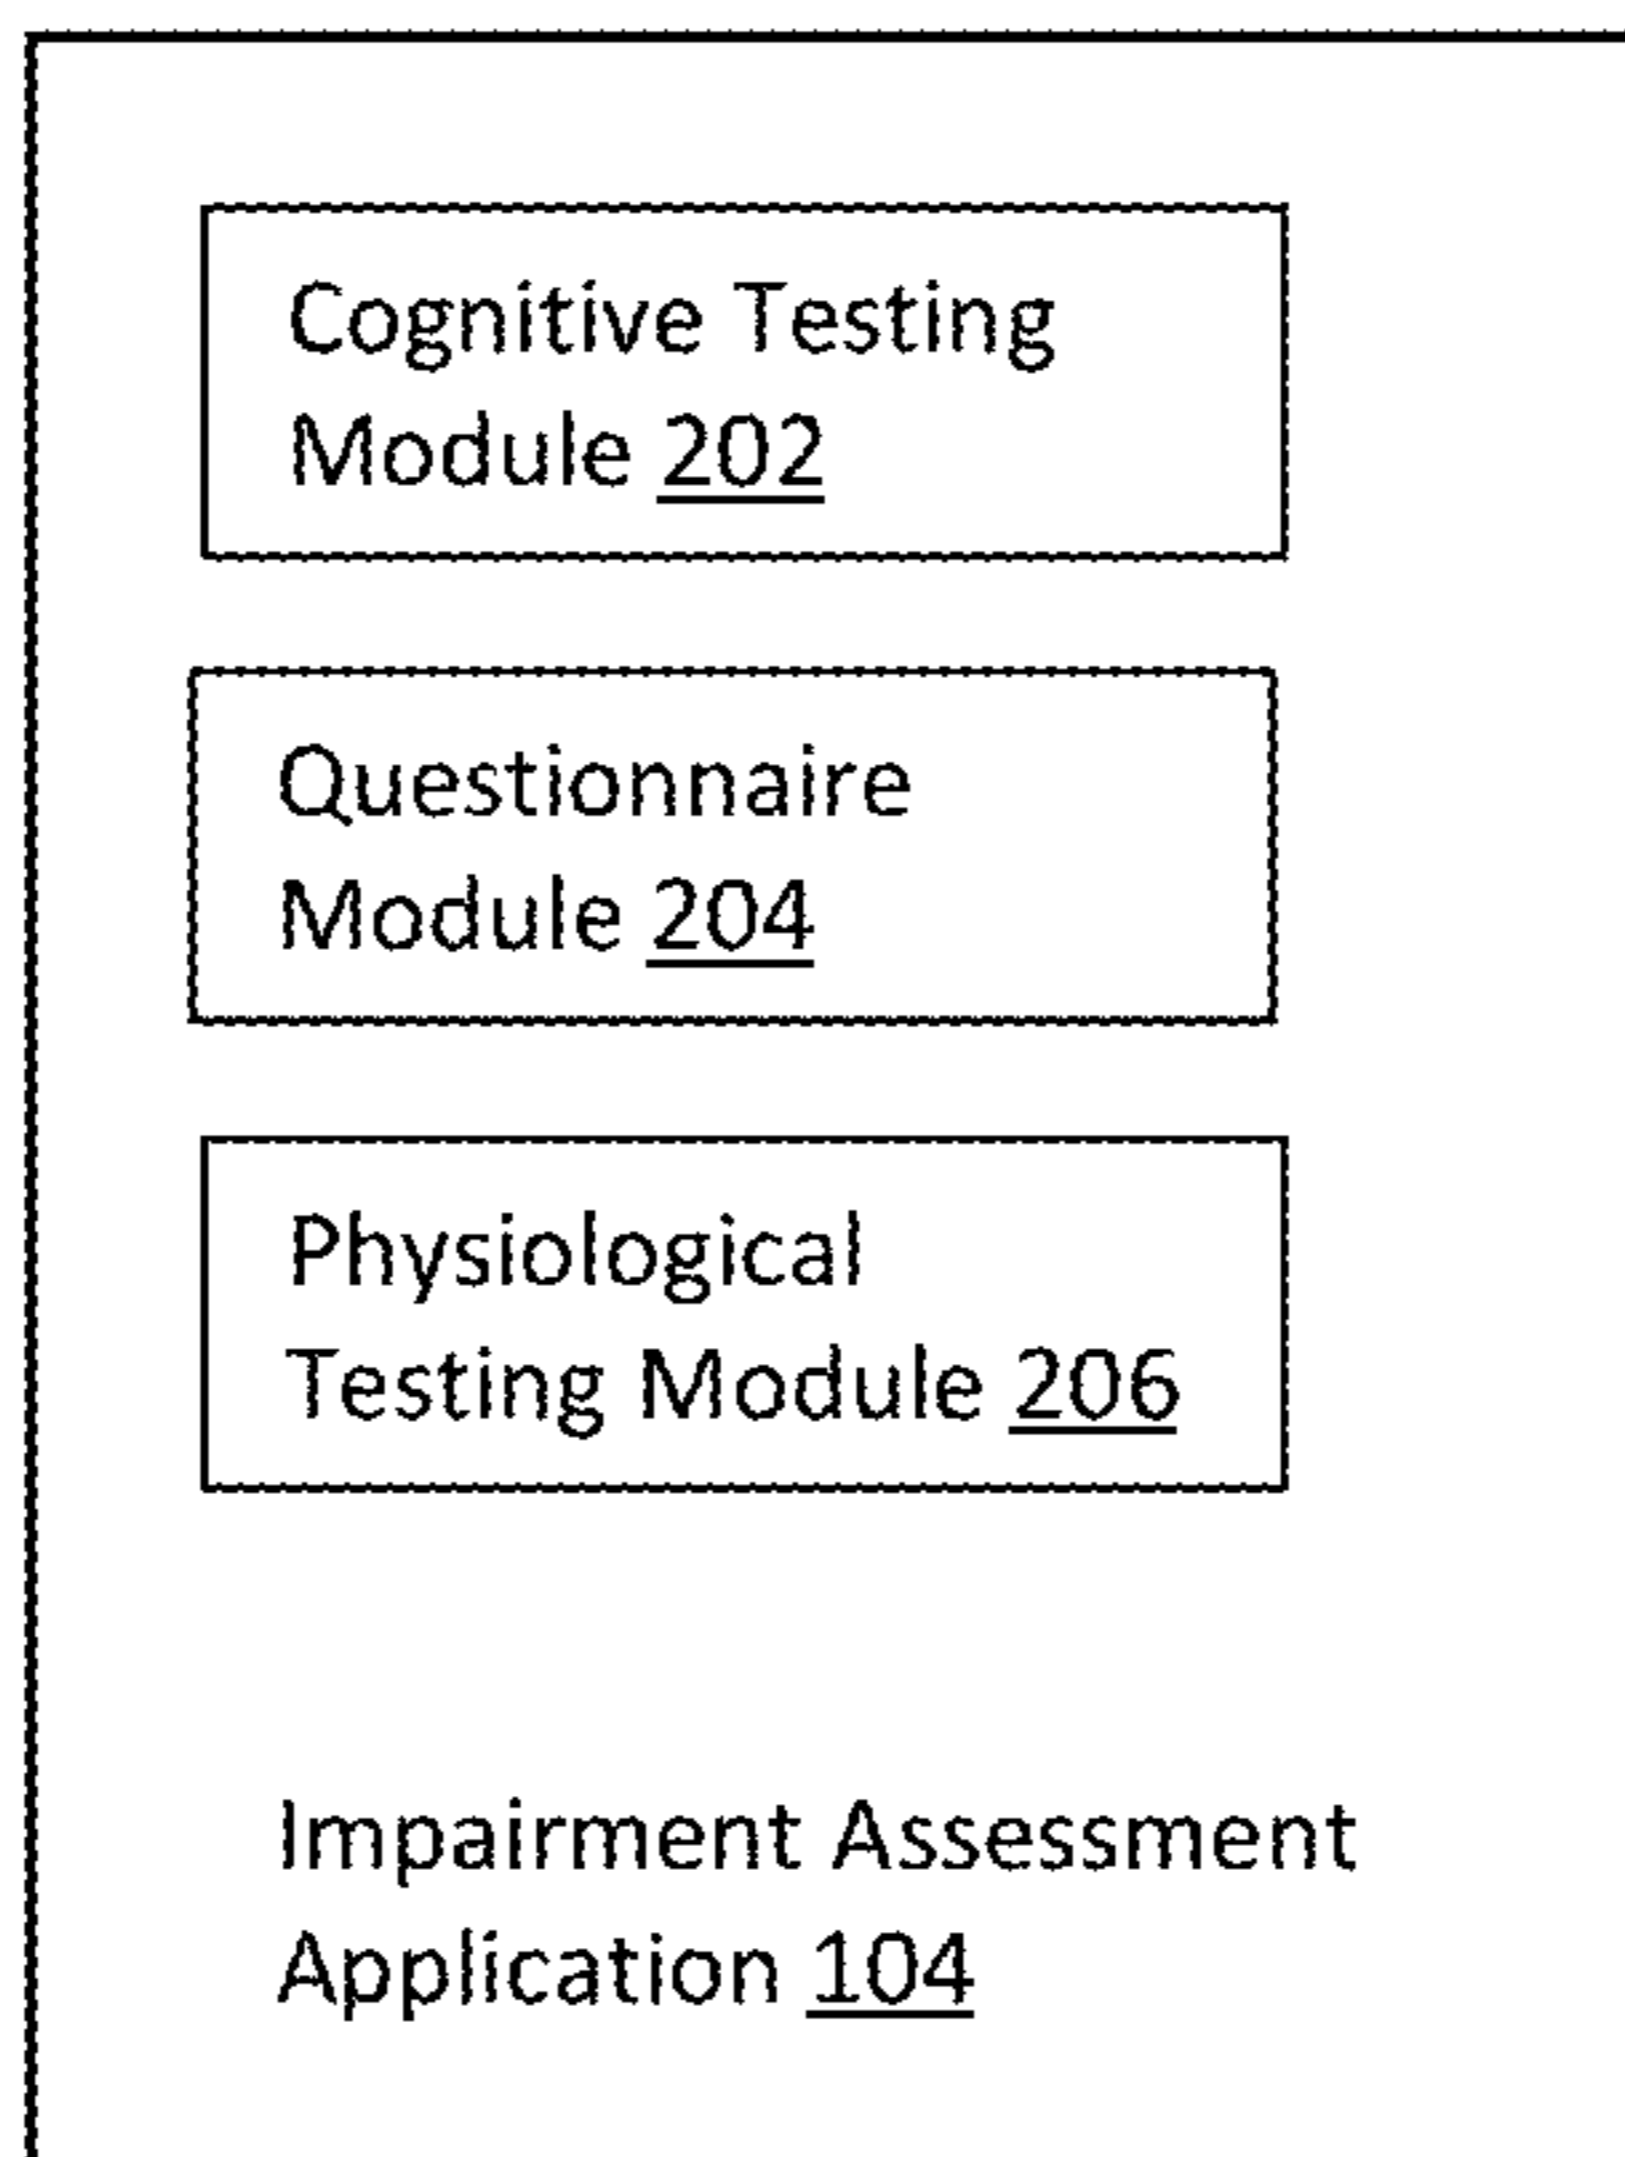 Cognitive Testing
Module 202
Questionnaire
Module 204
Physiological
Testing Module 206
Impairment Assessment
Application 104